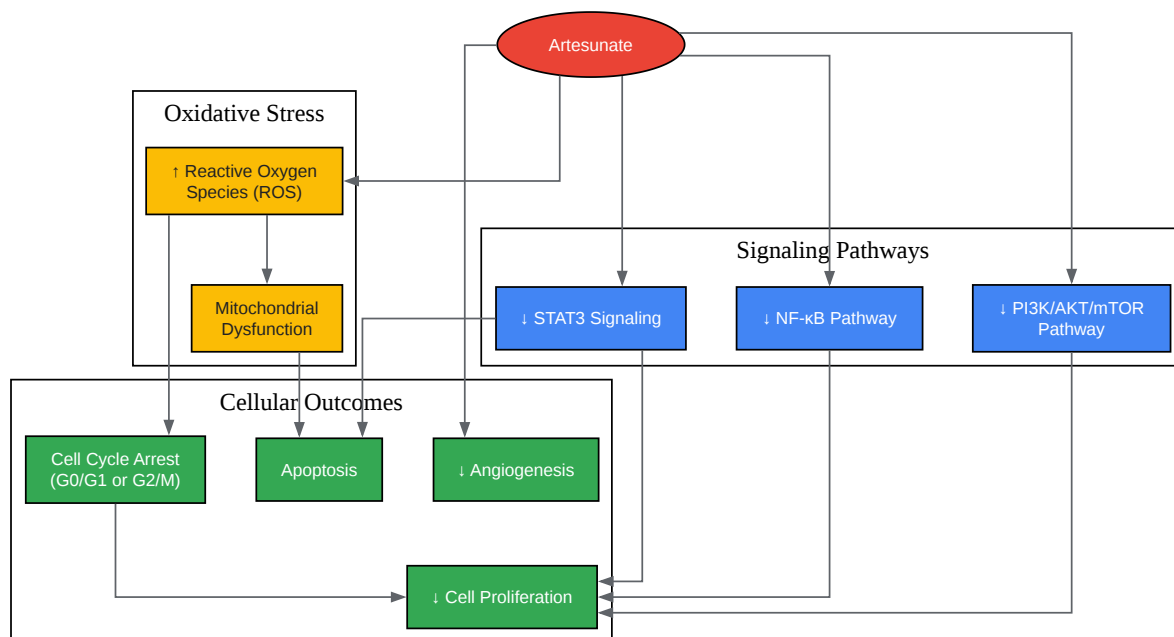 Artesunate
Oxidative Stress
↑ Reactive Oxygen
Species (ROS)
Mitochondrial
Dysfunction
Signaling Pathways
↓ STAT3 Signaling
↓ NF-κB Pathway
↓ PI3K/AKT/mTOR
Pathway
Cellular Outcomes
Cell Cycle Arrest
(G0/G1 or G2/M)
Apoptosis
↓ Angiogenesis
↓ Cell Proliferation